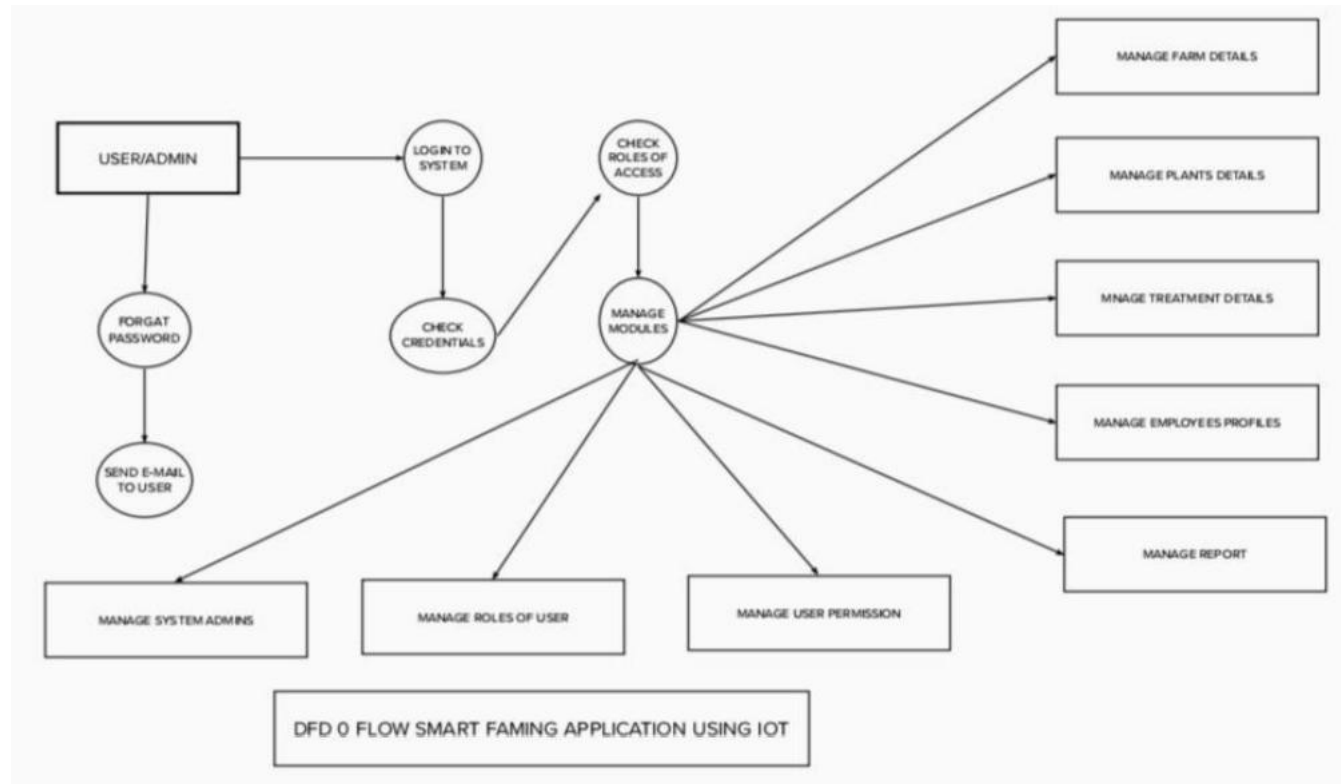 MANAGE FARM DETAILS
USER/ADMIN
LOGIN TO
SYSTEM
CHECK
ROLES OF
ACCESS
MANAGE PLANTS DETAILS
FORGAT
PASSWORD
CHECK
CREDENTIALS
MANAGE
MODULES
MNAGE TREATMENT DETAILS
MANAGE EMPLOYEES PROFILES
SEND E-MAIL
TO USER
MANAGE REPORT
MANAGE SYSTEM ADMINS
MANAGE ROLES OF USER
MANAGE USER PERMISSION
DFD 0 FLOW SMART FAMING APPLICATION USING IOT